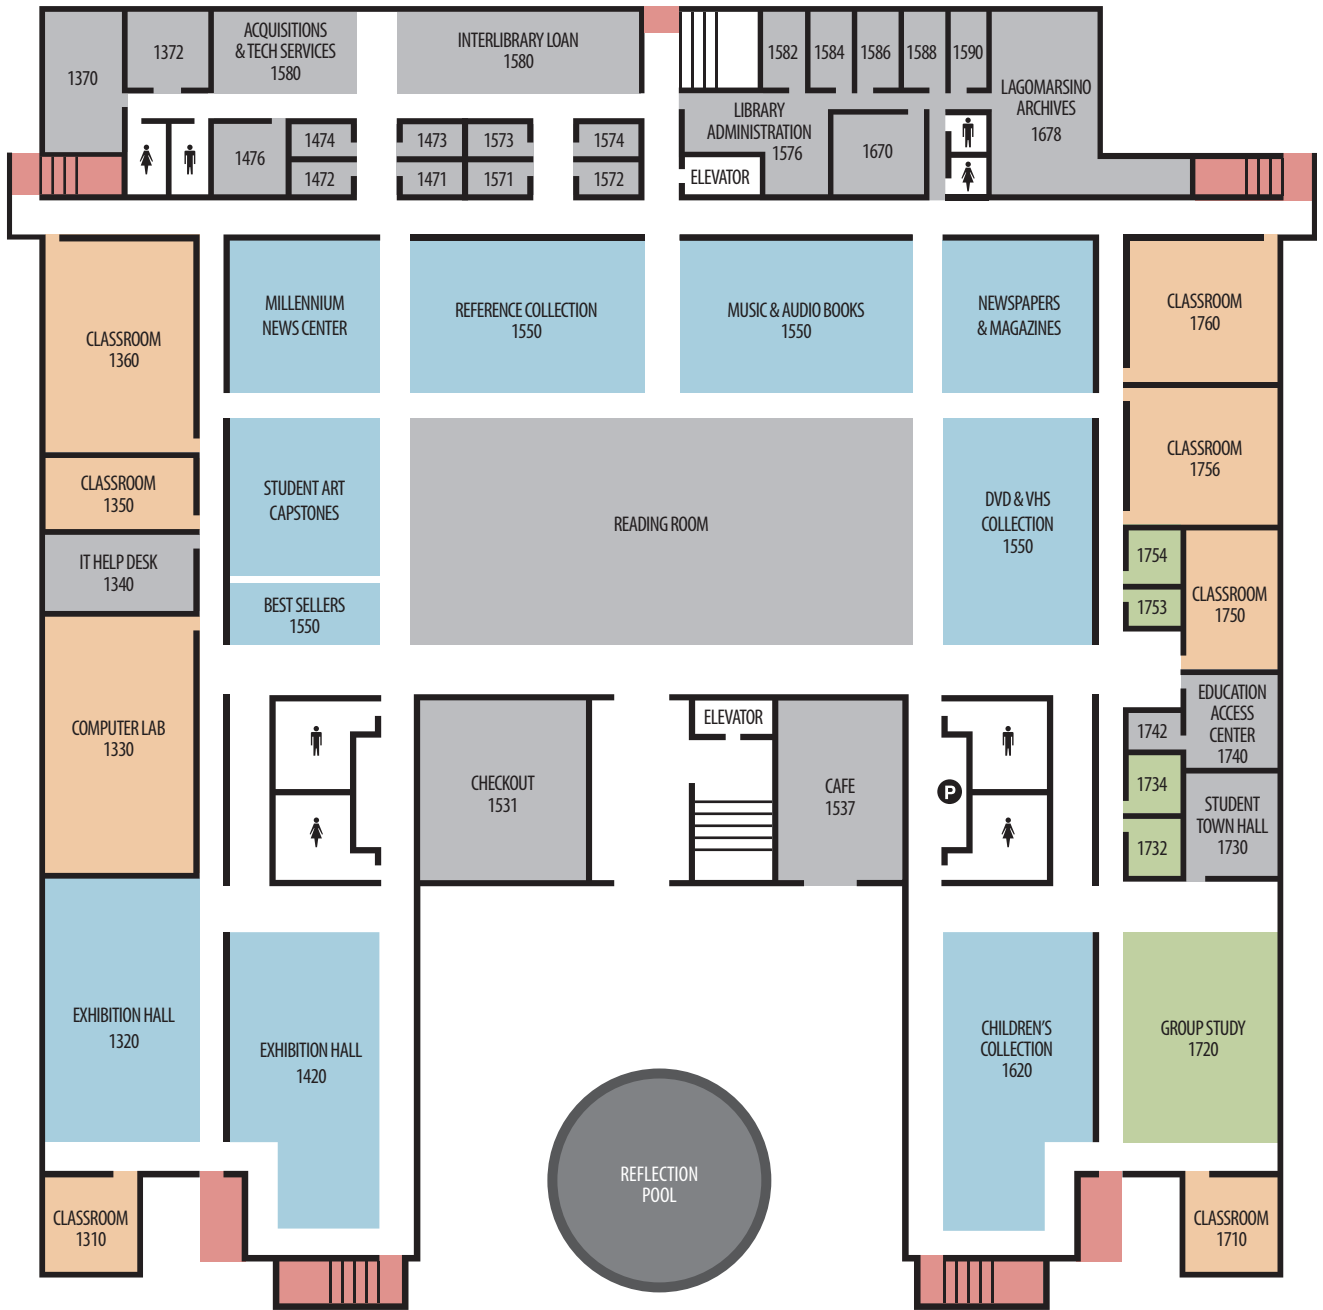 ACQUISITIONS
& TECH SERVICES
1580
INTERLIBRARY LOAN
1580
1370
1372
1582
1584
1586
1588
1590
LAGOMARSINO
ARCHIVES
1678
LIBRARY
ADMINISTRATION
1576
1476
1474
1472
1473
1471
1573
1571
1574
1572
ELEVATOR
1670
CLASSROOM
1360
MILLENNIUM
NEWS CENTER
REFERENCE COLLECTION
1550
MUSIC & AUDIO BOOKS
1550
NEWSPAPERS
& MAGAZINES
CLASSROOM
1760
CLASSROOM
1350
STUDENT ART
CAPSTONES
READING ROOM
DVD & VHS
COLLECTION
1550
CLASSROOM
1756
IT HELP DESK
1340
BEST SELLERS
1550
1754
1753
CLASSROOM
1750
COMPUTER LAB
1330
CHECKOUT
1531
ELEVATOR
CAFE
1537
P
EDUCATION
ACCESS
CENTER
1740
1742
1734
1732
STUDENT
TOWN HALL
1730
EXHIBITION HALL
1320
EXHIBITION HALL
1420
CHILDREN'S
COLLECTION
1620
GROUP STUDY
1720
REFLECTION
POOL
CLASSROOM
1310
CLASSROOM
1710